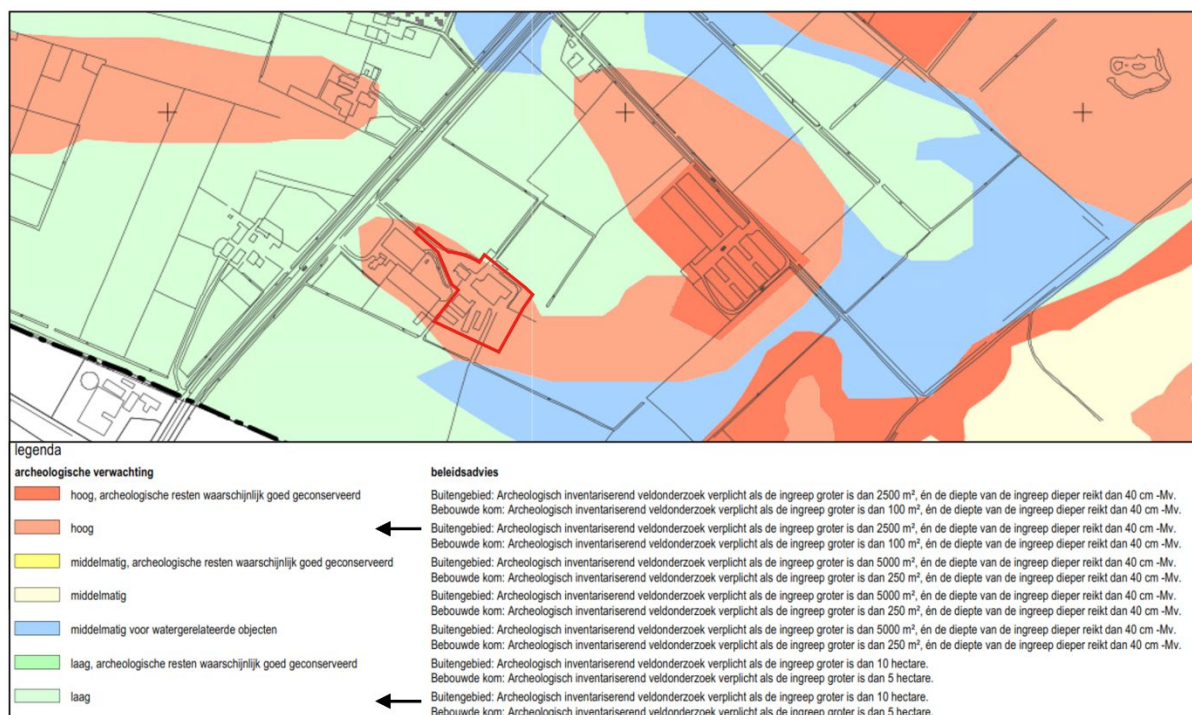 legenda
archeologische verwachting
beleidsadvies
hoog, archeologische resten waarschijnlijk goed geconserveerd
Buitengebied: Archeologisch inventariserend veldonderzoek verplicht als de ingreep groter is dan 2500 m², én de diepte van de ingreep dieper reikt dan 40 cm -Mv.
Bebouwde kom: Archeologisch inventariserend veldonderzoek verplicht als de ingreep groter is dan 100 m², én de diepte van de ingreep dieper reikt dan 40 cm -Mv.
hoog
Buitengebied: Archeologisch inventariserend veldonderzoek verplicht als de ingreep groter is dan 2500 m², én de diepte van de ingreep dieper reikt dan 40 cm -Mv.
Bebouwde kom: Archeologisch inventariserend veldonderzoek verplicht als de ingreep groter is dan 100 m², én de diepte van de ingreep dieper reikt dan 40 cm -Mv.
middelmatig, archeologische resten waarschijnlijk goed geconserveerd
Buitengebied: Archeologisch inventariserend veldonderzoek verplicht als de ingreep groter is dan 5000 m², én de diepte van de ingreep dieper reikt dan 40 cm -Mv.
Bebouwde kom: Archeologisch inventariserend veldonderzoek verplicht als de ingreep groter is dan 250 m², én de diepte van de ingreep dieper reikt dan 40 cm -Mv.
middelmatig
Buitengebied: Archeologisch inventariserend veldonderzoek verplicht als de ingreep groter is dan 5000 m², én de diepte van de ingreep dieper reikt dan 40 cm -Mv.
Bebouwde kom: Archeologisch inventariserend veldonderzoek verplicht als de ingreep groter is dan 250 m², én de diepte van de ingreep dieper reikt dan 40 cm -Mv.
middelmatig voor watergerelateerde objecten
Buitengebied: Archeologisch inventariserend veldonderzoek verplicht als de ingreep groter is dan 5000 m², én de diepte van de ingreep dieper reikt dan 40 cm -Mv.
Bebouwde kom: Archeologisch inventariserend veldonderzoek verplicht als de ingreep groter is dan 250 m², én de diepte van de ingreep dieper reikt dan 40 cm -Mv.
laag, archeologische resten waarschijnlijk goed geconserveerd
Buitengebied: Archeologisch inventariserend veldonderzoek verplicht als de ingreep groter is dan 10 hectare.
Bebouwde kom: Archeologisch inventariserend veldonderzoek verplicht als de ingreep groter is dan 5 hectare.
laag
Buitengebied: Archeologisch inventariserend veldonderzoek verplicht als de ingreep groter is dan 10 hectare.
Bebouwde kom: Archeologisch inventariserend veldonderzoek verplicht als de ingreep groter is dan 5 hectare.